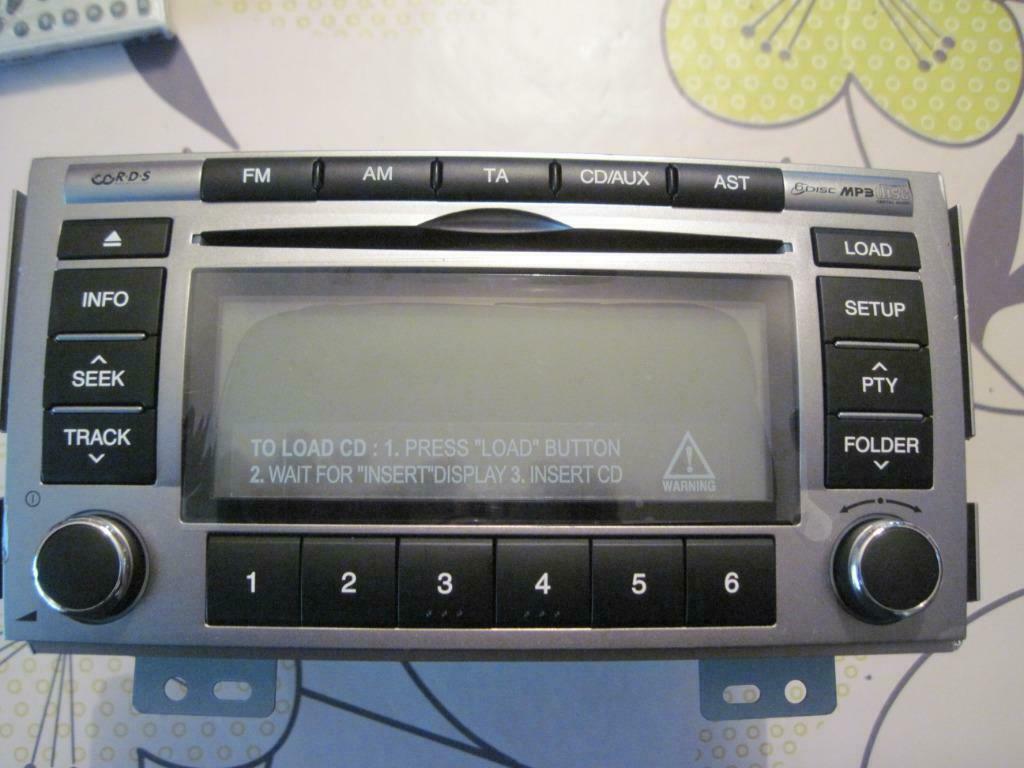 RDS FM AM TA CD/AUX AST 6DISC MP3 disc
LOAD
INFO SETUP
SEEK PTY
TRACK FOLDER
TO LOAD CD : 1. PRESS "LOAD" BUTTON
2. WAIT FOR "INSERT"DISPLAY 3. INSERT CD
WARNING
1 2 3 4 5 6